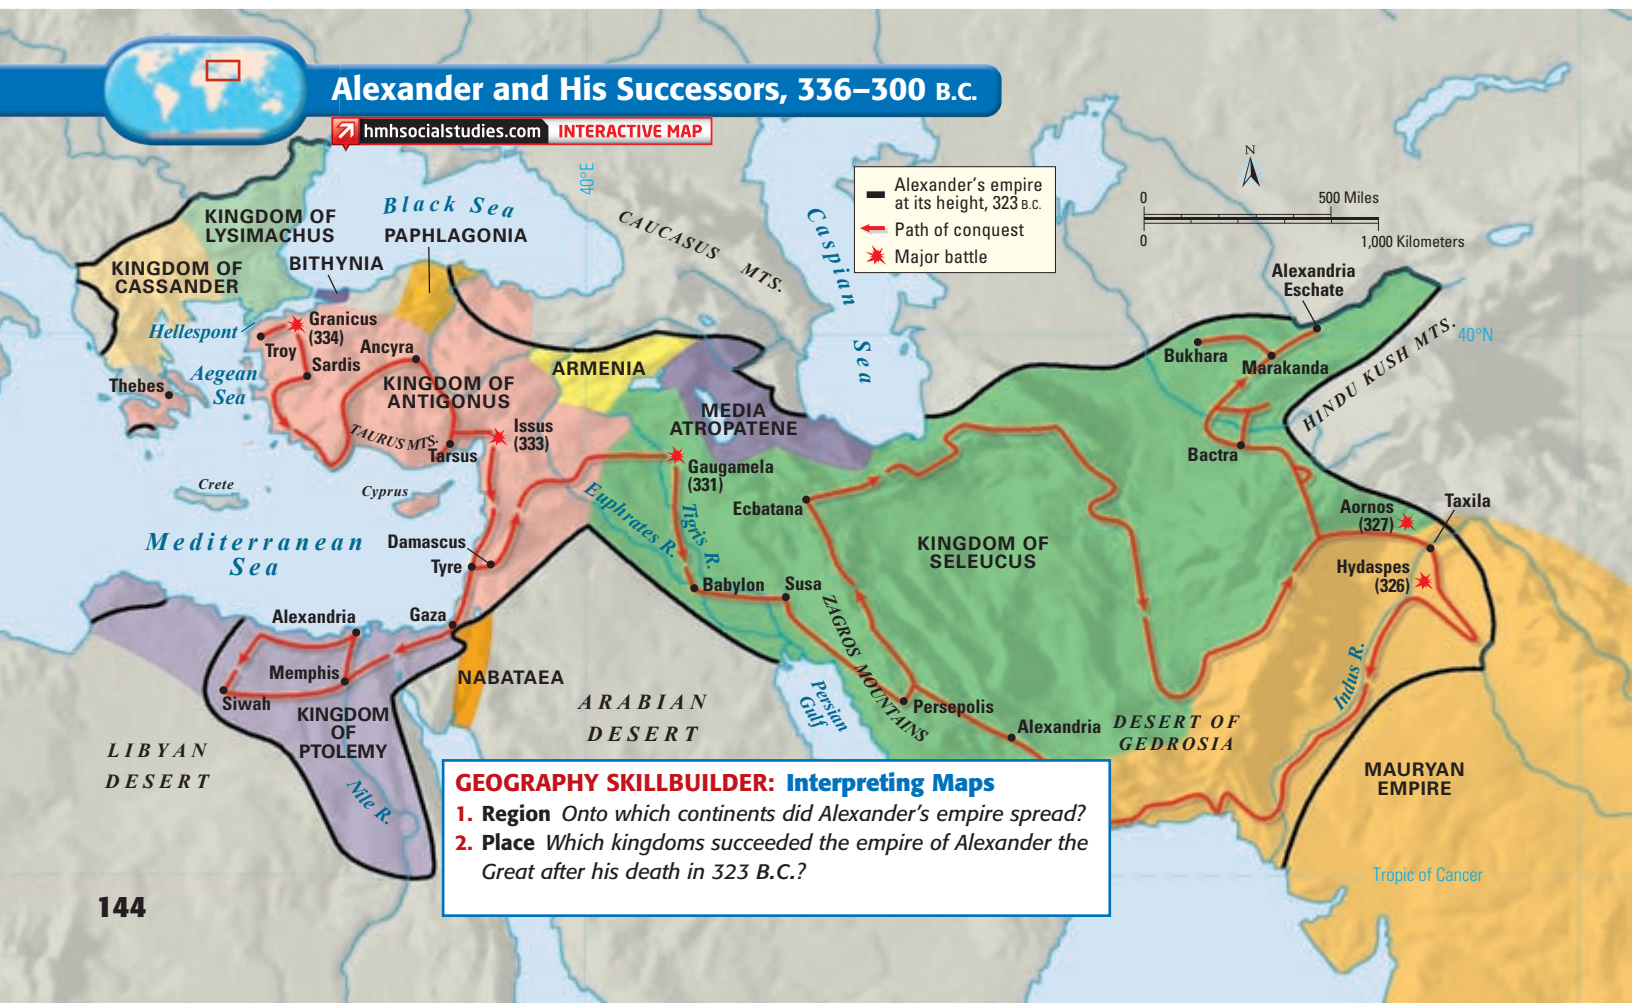 Alexander and His Successors, 336–300 B.C.
hmhsocialstudies.com INTERACTIVE MAP
40°E
N
0 500 Miles
0 1,000 Kilometers
Alexander's empire
at its height, 323 B.C.
Path of conquest
Major battle
KINGDOM OF
LYSIMACHUS
Black Sea
PAPHLAGONIA
BITHYNIA
KINGDOM OF
CASSANDER
CAUCASUS MTS.
Caspian Sea
Alexandria
Eschate
Hellespont
Granicus
(334)
Troy
Sardis
Ancyra
Aegean
Sea
Thebes
KINGDOM OF
ANTIGONUS
ARMENIA
MEDIA
ATROPATENE
Bukhara
Marakanda
HINDU KUSH MTS.
40°N
TAURUS MTS.
Tarsus
Issus
(333)
Bactra
Crete
Cyprus
Gaugamela
(331)
Euphrates R.
Tigris R.
Ecbatana
Aornos
(327)
Taxila
Mediterranean
Sea
Damascus
Tyre
KINGDOM OF
SELEUCUS
Hydaspes
(326)
Babylon
Susa
Alexandria
Gaza
ZAGROS MOUNTAINS
Memphis
Siwah
NABATAEA
KINGDOM
OF
PTOLEMY
ARABIAN
DESERT
Persian
Gulf
Persepolis
Alexandria
DESERT OF
GEDROSIA
Indus R.
LIBYAN
DESERT
Nile R.
MAURYAN
EMPIRE
Tropic of Cancer
GEOGRAPHY SKILLBUILDER: Interpreting Maps
1. Region Onto which continents did Alexander's empire spread?
2. Place Which kingdoms succeeded the empire of Alexander the
Great after his death in 323 B.C.?
144